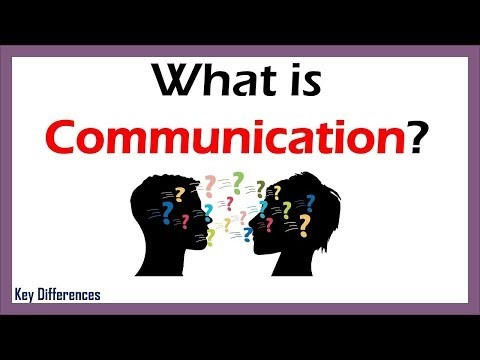 What is
Communication?
Key Differences